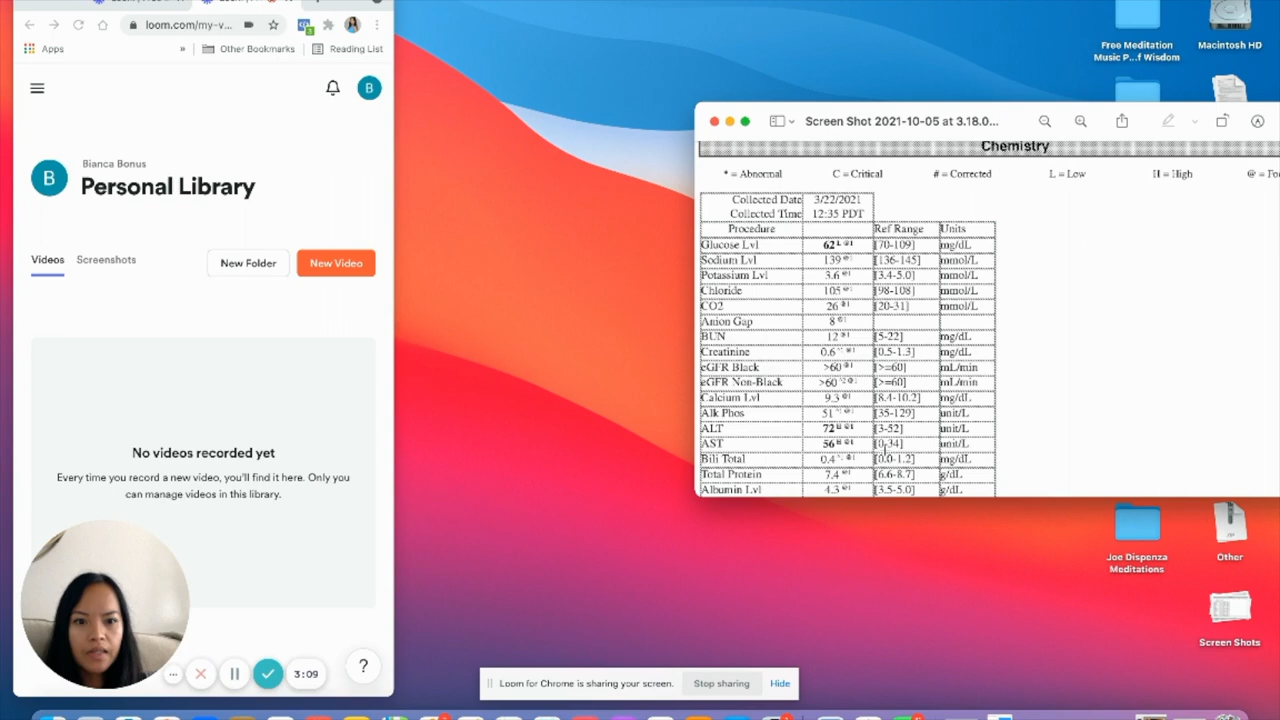 loom.com/my-v...
Apps
»
Other Bookmarks
Reading List
B
B
Bianca Bonus
Personal Library
Videos
Screenshots
New Folder
New Video
No videos recorded yet
Every time you record a new video, you'll find it here. Only you
can manage videos in this library.
3:09
?
Loom for Chrome is sharing your screen.
Stop sharing
Hide
Free Meditation
Music P...f Wisdom
Macintosh HD
Screen Shot 2021-10-05 at 3.18.0...
Chemistry
* = Abnormal C = Critical # = Corrected L = Low H = High
Collected Date 3/22/2021
Collected Time 12:35 PDT
Procedure Ref Range Units
Glucose Lvl 62 [70-109] mg/dL
Sodium Lvl 139 [136-145] mmol/L
Potassium Lvl 3.6 [3.4-5.0] mmol/L
Chloride 105 [98-108] mmol/L
CO2 26 [20-31] mmol/L
Anion Gap 8
BUN 12 [5-22] mg/dL
Creatinine 0.6 [0.5-1.3] mg/dL
eGFR Black >60 [>=60] mL/min
eGFR Non-Black >60 [>=60] mL/min
Calcium Lvl 9.3 [8.4-10.2] mg/dL
Alk Phos 51 [35-129] unit/L
ALT 72 [3-52] unit/L
AST 56 [0-34] unit/L
Bili Total 0.4 [0.0-1.2] mg/dL
Total Protein 7.4 [6.6-8.7] g/dL
Albumin Lvl 4.3 [3.5-5.0] g/dL
Joe Dispenza
Meditations
Other
Screen Shots